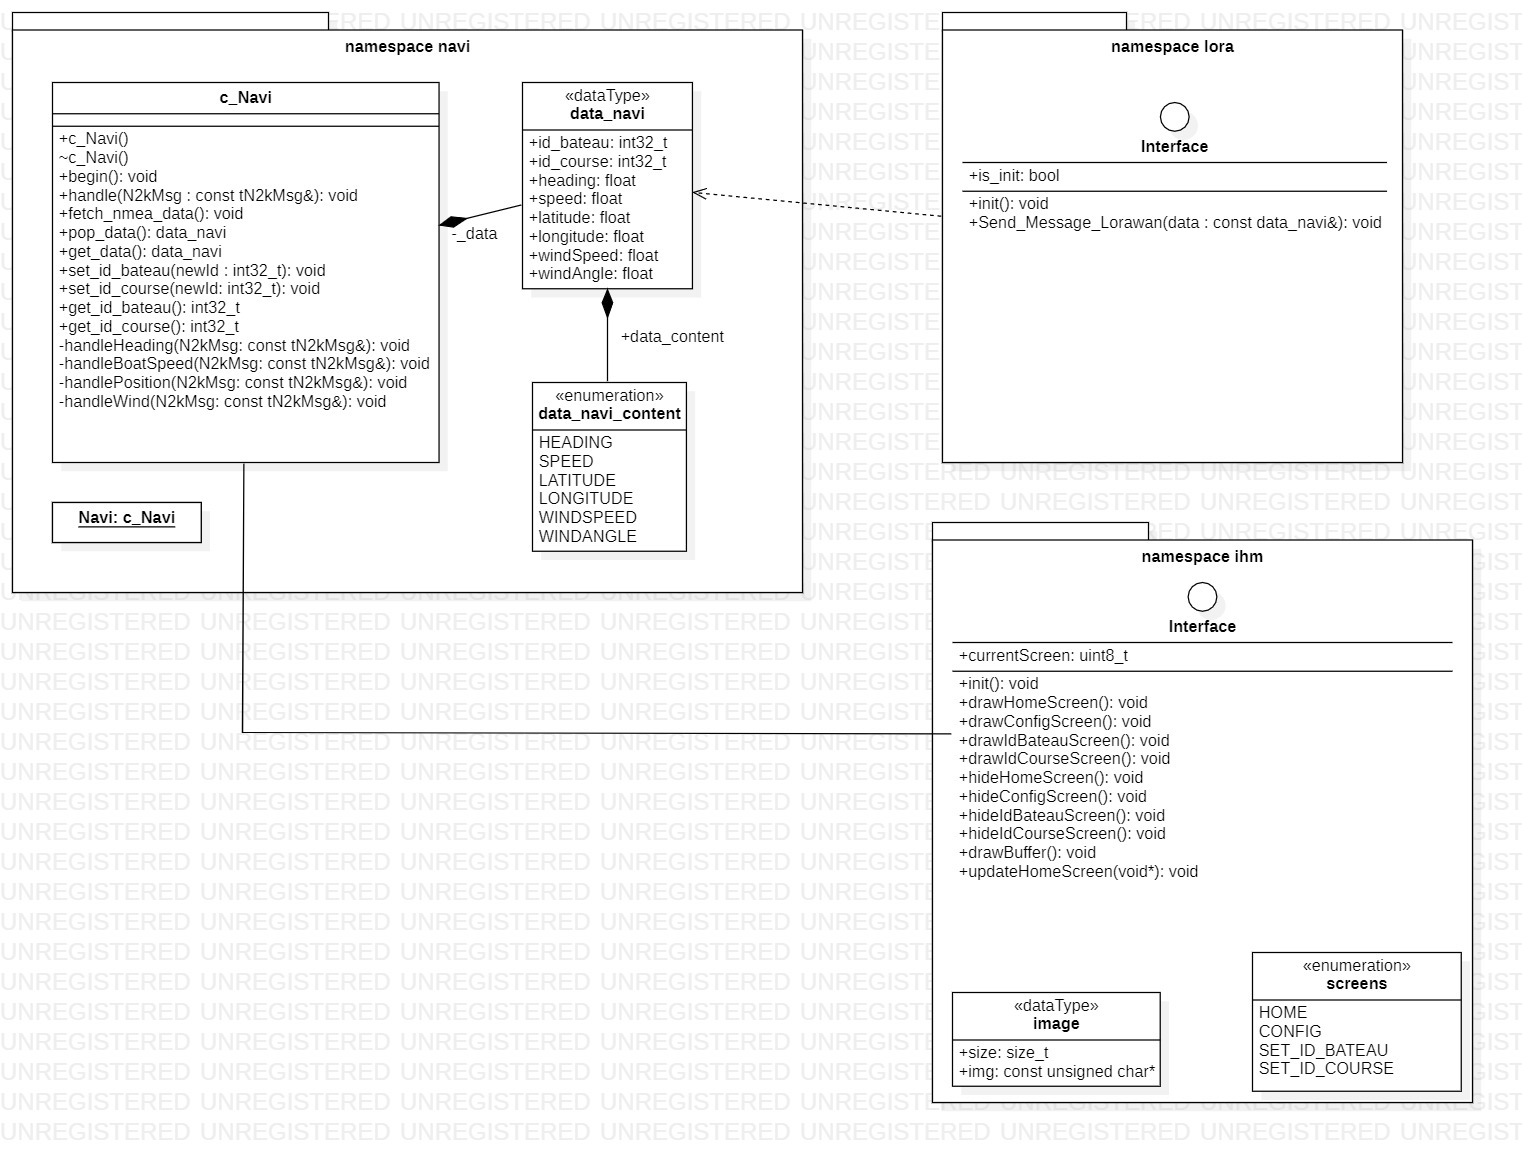 namespace navi
c_Navi
+c_Navi()
~c_Navi()
+begin(): void
+handle(N2kMsg : const tN2kMsg&): void
+fetch_nmea_data(): void
+pop_data(): data_navi
+get_data(): data_navi
+set_id_bateau(newId : int32_t): void
+set_id_course(newId: int32_t): void
+get_id_bateau(): int32_t
+get_id_course(): int32_t
-handleHeading(N2kMsg: const tN2kMsg&): void
-handleBoatSpeed(N2kMsg: const tN2kMsg&): void
-handlePosition(N2kMsg: const tN2kMsg&): void
-handleWind(N2kMsg: const tN2kMsg&): void
Navi: c_Navi
-_data
«dataType»
data_navi
+id_bateau: int32_t
+id_course: int32_t
+heading: float
+speed: float
+latitude: float
+longitude: float
+windSpeed: float
+windAngle: float
+data_content
«enumeration»
data_navi_content
HEADING
SPEED
LATITUDE
LONGITUDE
WINDSPEED
WINDANGLE
namespace lora
Interface
+is_init: bool
+init(): void
+Send_Message_Lorawan(data : const data_navi&): void
namespace ihm
Interface
+currentScreen: uint8_t
+init(): void
+drawHomeScreen(): void
+drawConfigScreen(): void
+drawIdBateauScreen(): void
+drawIdCourseScreen(): void
+hideHomeScreen(): void
+hideConfigScreen(): void
+hideIdBateauScreen(): void
+hideIdCourseScreen(): void
+drawBuffer(): void
+updateHomeScreen(void*): void
«dataType»
image
+size: size_t
+img: const unsigned char*
«enumeration»
screens
HOME
CONFIG
SET_ID_BATEAU
SET_ID_COURSE
UNREGISTERED UNREGISTERED UNREGISTERED UNREGISTERED UNREGISTERED UNREGISTERED UNREGISTERED